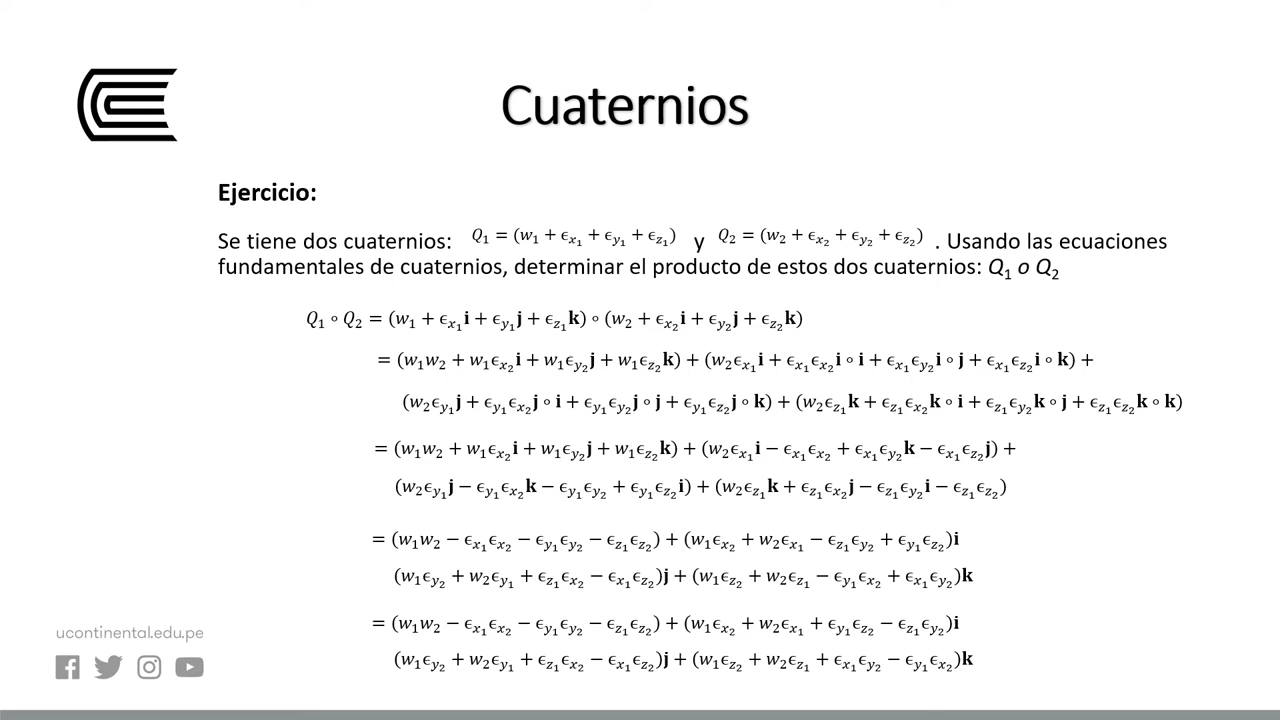 Cuaternios
Ejercicio:
Se tiene dos cuaternios: Q₁ = (w₁ + ϵ_{x₁} + ϵ_{y₁} + ϵ_{z₁}) y Q₂ = (w₂ + ϵ_{x₂} + ϵ_{y₂} + ϵ_{z₂}) . Usando las ecuaciones
fundamentales de cuaternios, determinar el producto de estos dos cuaternios: Q₁ o Q₂
Q₁ ∘ Q₂ = (w₁ + ϵ_{x₁}i + ϵ_{y₁}j + ϵ_{z₁}k) ∘ (w₂ + ϵ_{x₂}i + ϵ_{y₂}j + ϵ_{z₂}k)
= (w₁w₂ + w₁ϵ_{x₂}i + w₁ϵ_{y₂}j + w₁ϵ_{z₂}k) + (w₂ϵ_{x₁}i + ϵ_{x₁}ϵ_{x₂}i ∘ i + ϵ_{x₁}ϵ_{y₂}i ∘ j + ϵ_{x₁}ϵ_{z₂}i ∘ k) +
(w₂ϵ_{y₁}j + ϵ_{y₁}ϵ_{x₂}j ∘ i + ϵ_{y₁}ϵ_{y₂}j ∘ j + ϵ_{y₁}ϵ_{z₂}j ∘ k) + (w₂ϵ_{z₁}k + ϵ_{z₁}ϵ_{x₂}k ∘ i + ϵ_{z₁}ϵ_{y₂}k ∘ j + ϵ_{z₁}ϵ_{z₂}k ∘ k)
= (w₁w₂ + w₁ϵ_{x₂}i + w₁ϵ_{y₂}j + w₁ϵ_{z₂}k) + (w₂ϵ_{x₁}i − ϵ_{x₁}ϵ_{x₂} + ϵ_{x₁}ϵ_{y₂}k − ϵ_{x₁}ϵ_{z₂}j) +
(w₂ϵ_{y₁}j − ϵ_{y₁}ϵ_{x₂}k − ϵ_{y₁}ϵ_{y₂} + ϵ_{y₁}ϵ_{z₂}i) + (w₂ϵ_{z₁}k + ϵ_{z₁}ϵ_{x₂}j − ϵ_{z₁}ϵ_{y₂}i − ϵ_{z₁}ϵ_{z₂})
= (w₁w₂ − ϵ_{x₁}ϵ_{x₂} − ϵ_{y₁}ϵ_{y₂} − ϵ_{z₁}ϵ_{z₂}) + (w₁ϵ_{x₂} + w₂ϵ_{x₁} − ϵ_{z₁}ϵ_{y₂} + ϵ_{y₁}ϵ_{z₂})i
(w₁ϵ_{y₂} + w₂ϵ_{y₁} + ϵ_{z₁}ϵ_{x₂} − ϵ_{x₁}ϵ_{z₂})j + (w₁ϵ_{z₂} + w₂ϵ_{z₁} − ϵ_{y₁}ϵ_{x₂} + ϵ_{x₁}ϵ_{y₂})k
= (w₁w₂ − ϵ_{x₁}ϵ_{x₂} − ϵ_{y₁}ϵ_{y₂} − ϵ_{z₁}ϵ_{z₂}) + (w₁ϵ_{x₂} + w₂ϵ_{x₁} + ϵ_{y₁}ϵ_{z₂} − ϵ_{z₁}ϵ_{y₂})i
(w₁ϵ_{y₂} + w₂ϵ_{y₁} + ϵ_{z₁}ϵ_{x₂} − ϵ_{x₁}ϵ_{z₂})j + (w₁ϵ_{z₂} + w₂ϵ_{z₁} + ϵ_{x₁}ϵ_{y₂} − ϵ_{y₁}ϵ_{x₂})k
ucontinental.edu.pe